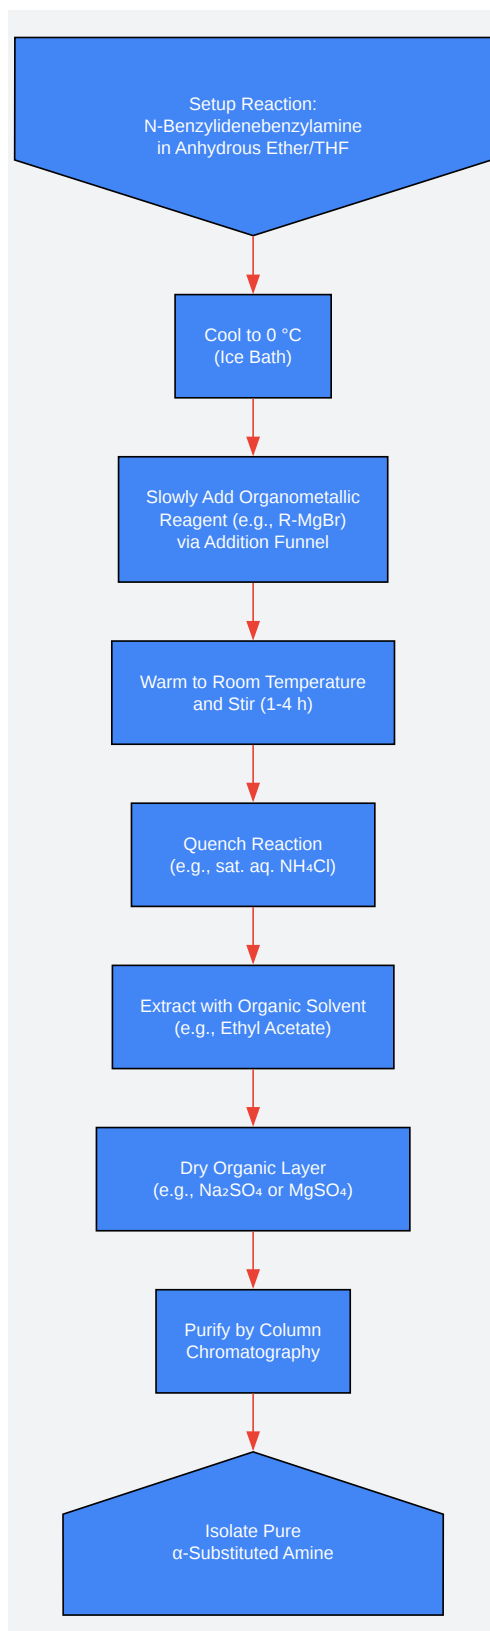 Setup Reaction:
N-Benzylidenebenzylamine
in Anhydrous Ether/THF
Cool to 0 °C
(Ice Bath)
Slowly Add Organometallic
Reagent (e.g., R-MgBr)
via Addition Funnel
Warm to Room Temperature
and Stir (1-4 h)
Quench Reaction
(e.g., sat. aq. NH₄Cl)
Extract with Organic Solvent
(e.g., Ethyl Acetate)
Dry Organic Layer
(e.g., Na₂SO₄ or MgSO₄)
Purify by Column
Chromatography
Isolate Pure
α-Substituted Amine